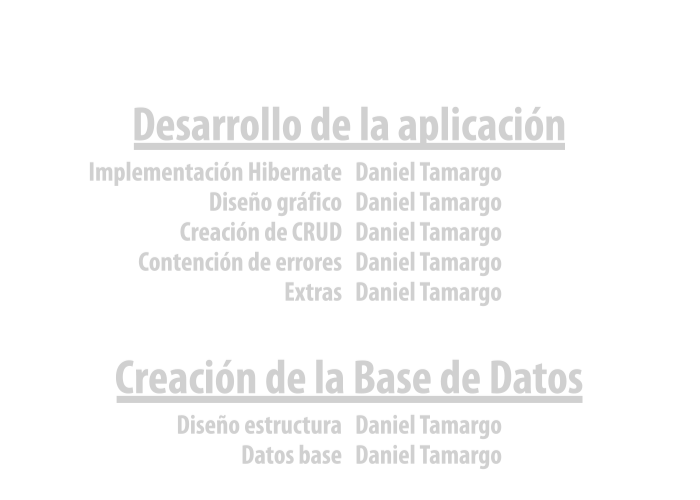 Desarrollo de la aplicación
Implementación Hibernate Daniel Tamargo
Diseño gráfico Daniel Tamargo
Creación de CRUD Daniel Tamargo
Contención de errores Daniel Tamargo
Extras Daniel Tamargo
Creación de la Base de Datos
Diseño estructura Daniel Tamargo
Datos base Daniel Tamargo